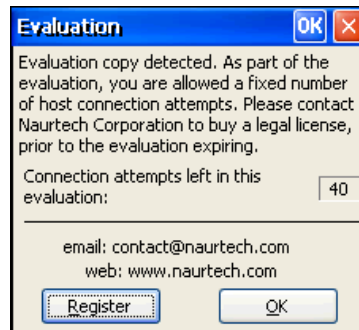 Evaluation OK
Evaluation copy detected. As part of the
evaluation, you are allowed a fixed number
of host connection attempts. Please contact
Naurtech Corporation to buy a legal license,
prior to the evaluation expiring.
Connection attempts left in this
evaluation: 40
email: contact@naurtech.com
web: www.naurtech.com
Register OK